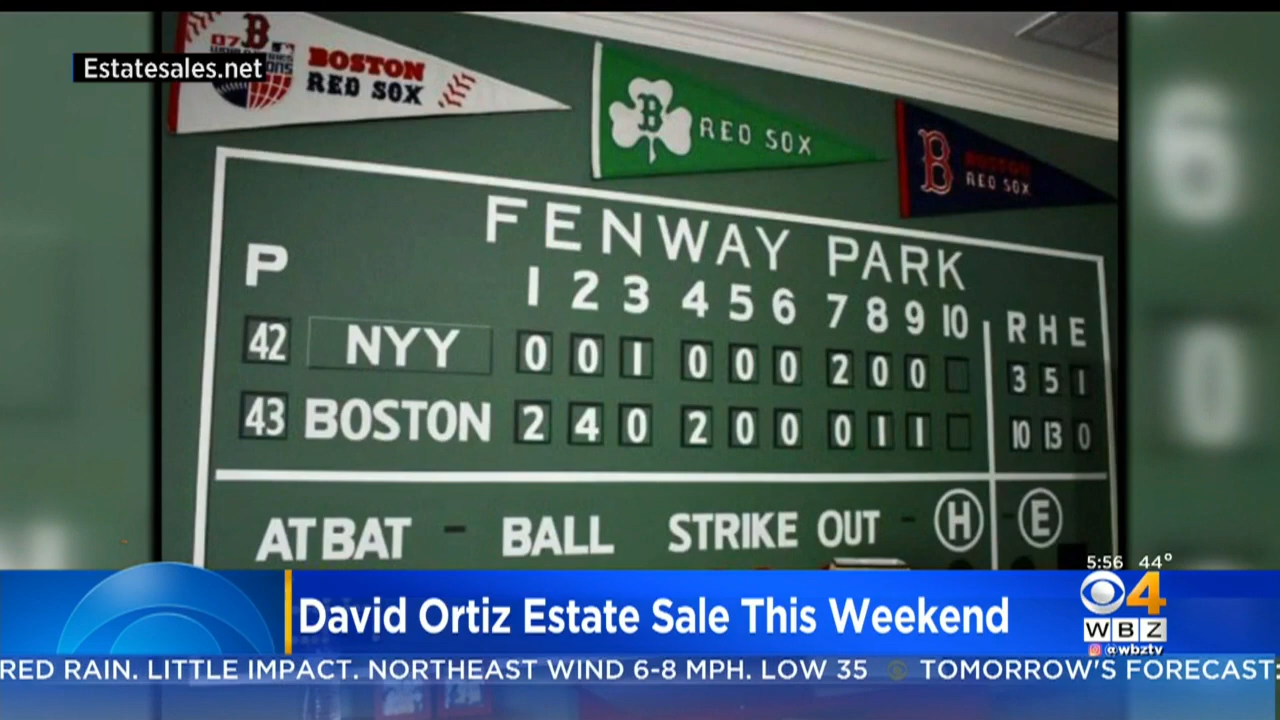 Estatesales.net
07
B
BOSTON
RED SOX
B
RED SOX
B
BOSTON
RED SOX
FENWAY PARK
P 1 2 3 4 5 6 7 8 9 10 R H E
42 NYY 0 0 1 0 0 0 2 0 0 3 5 1
43 BOSTON 2 4 0 2 0 0 0 1 1 10 13 0
AT BAT - BALL STRIKE OUT - H E
5:56 44°
David Ortiz Estate Sale This Weekend
4
WBZ
@wbztv
RED RAIN. LITTLE IMPACT. NORTHEAST WIND 6-8 MPH. LOW 35 TOMORROW'S FORECAST: